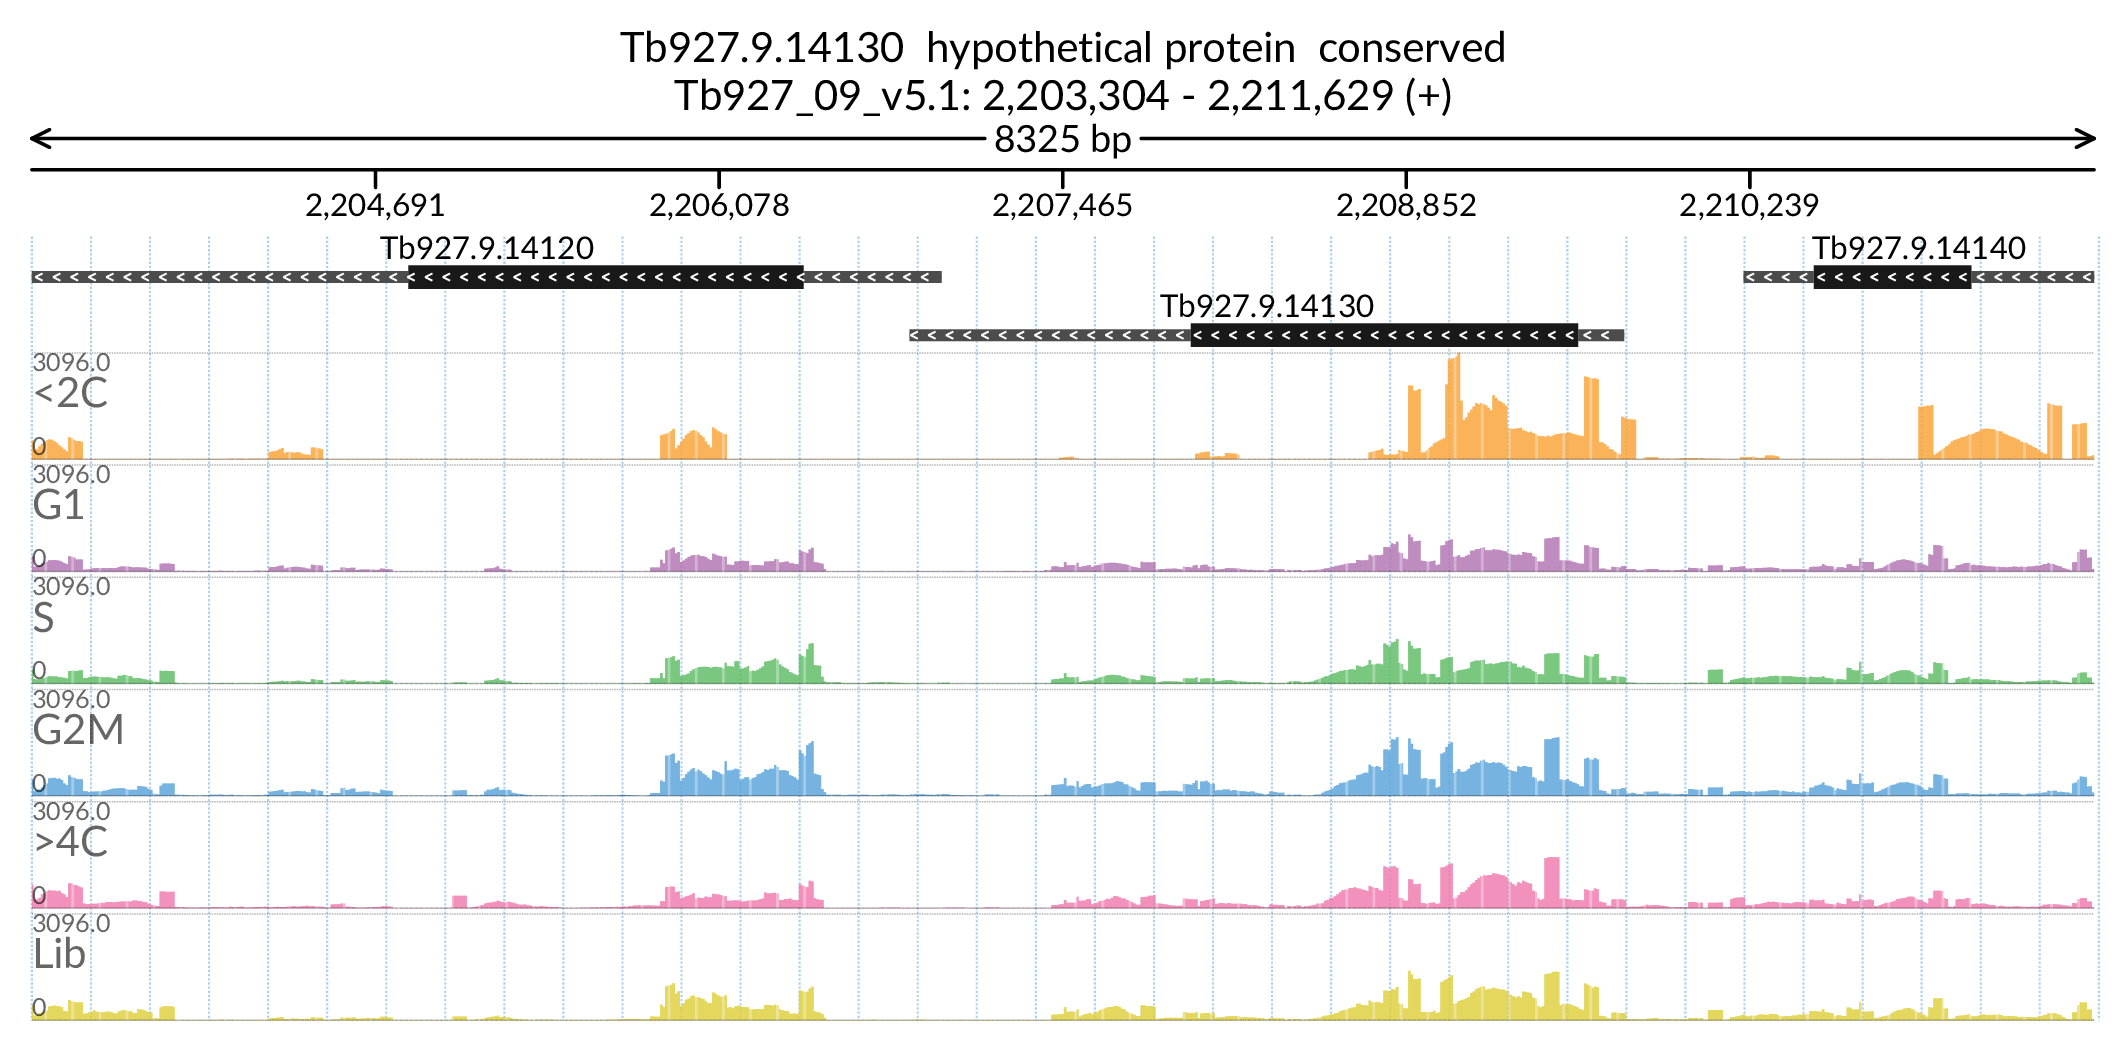 Tb927.9.14130 hypothetical protein conserved
Tb927_09_v5.1: 2,203,304 - 2,211,629 (+)
8325 bp
2,204,691 2,206,078 2,207,465 2,208,852 2,210,239
Tb927.9.14120 Tb927.9.14140
Tb927.9.14130
3096.0
<2C
0
3096.0
G1
0
3096.0
S
0
3096.0
G2M
0
3096.0
>4C
0
3096.0
Lib
0